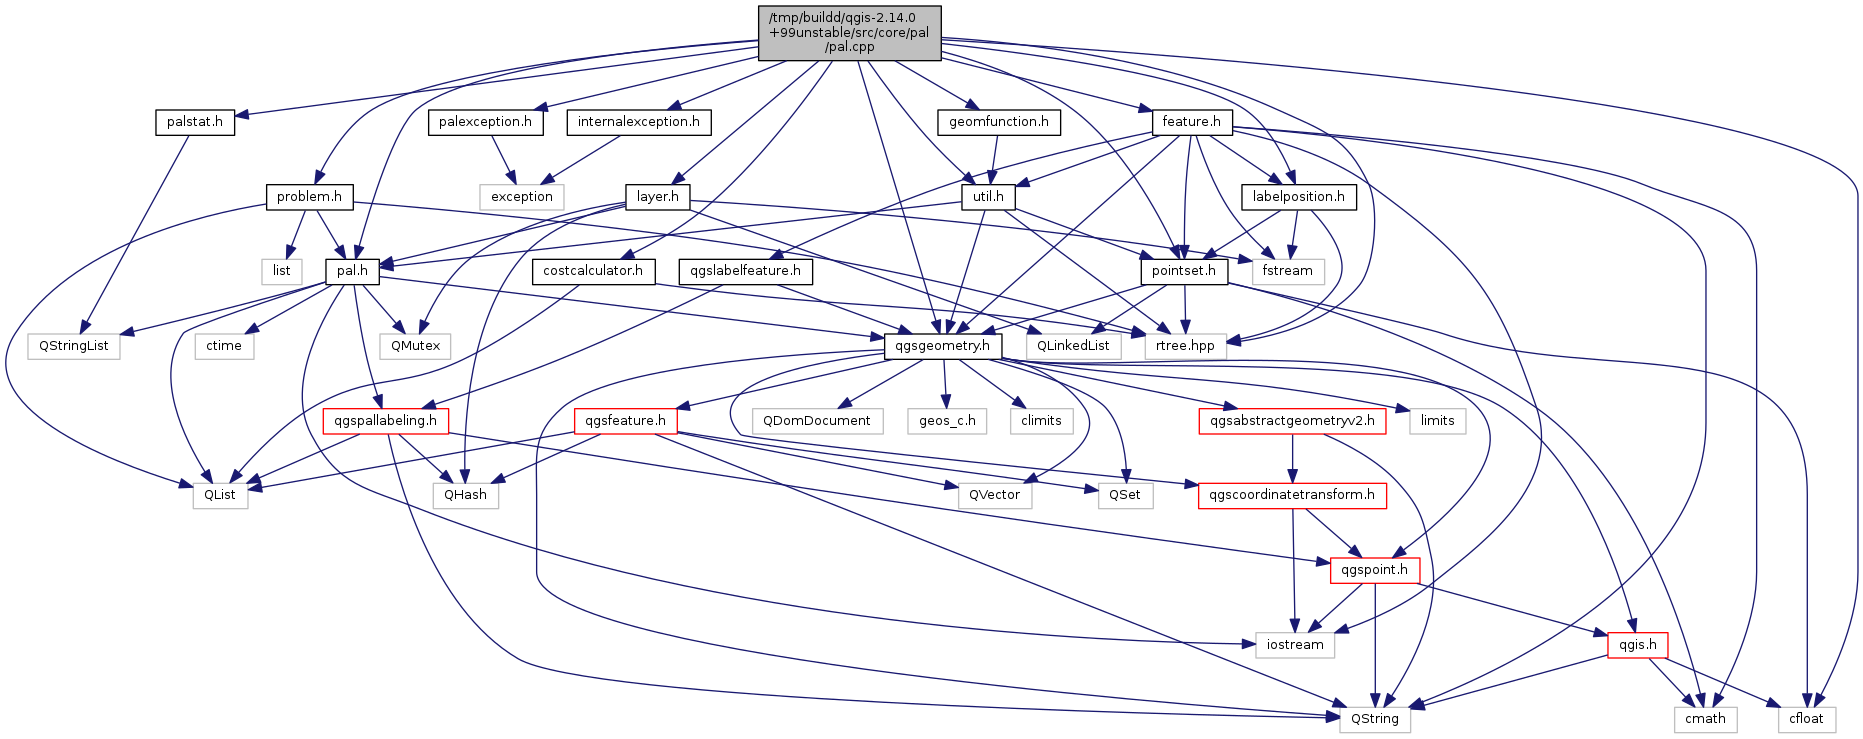 /tmp/buildd/qgis-2.14.0
+99unstable/src/core/pal
/pal.cpp
palstat.h
palexception.h
internalexception.h
geomfunction.h
feature.h
problem.h
exception
layer.h
util.h
labelposition.h
list
pal.h
costcalculator.h
qgslabelfeature.h
pointset.h
fstream
QStringList
ctime
QMutex
qgsgeometry.h
QLinkedList
rtree.hpp
qgspallabeling.h
qgsfeature.h
QDomDocument
geos_c.h
climits
qgsabstractgeometryv2.h
limits
QList
QHash
QVector
QSet
qgscoordinatetransform.h
qgspoint.h
iostream
qgis.h
QString
cmath
cfloat